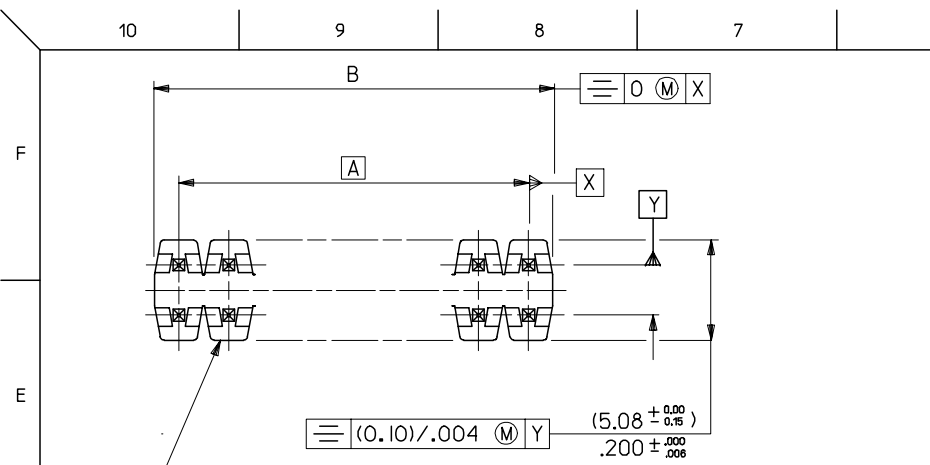 10 9 8 7
B
⌯ 0 Ⓜ X
F
A
X
Y
E
⌯ (0.10)/.004 Ⓜ Y
(5.08 ± 0.00 0.15 )
.200 ± .000 .006